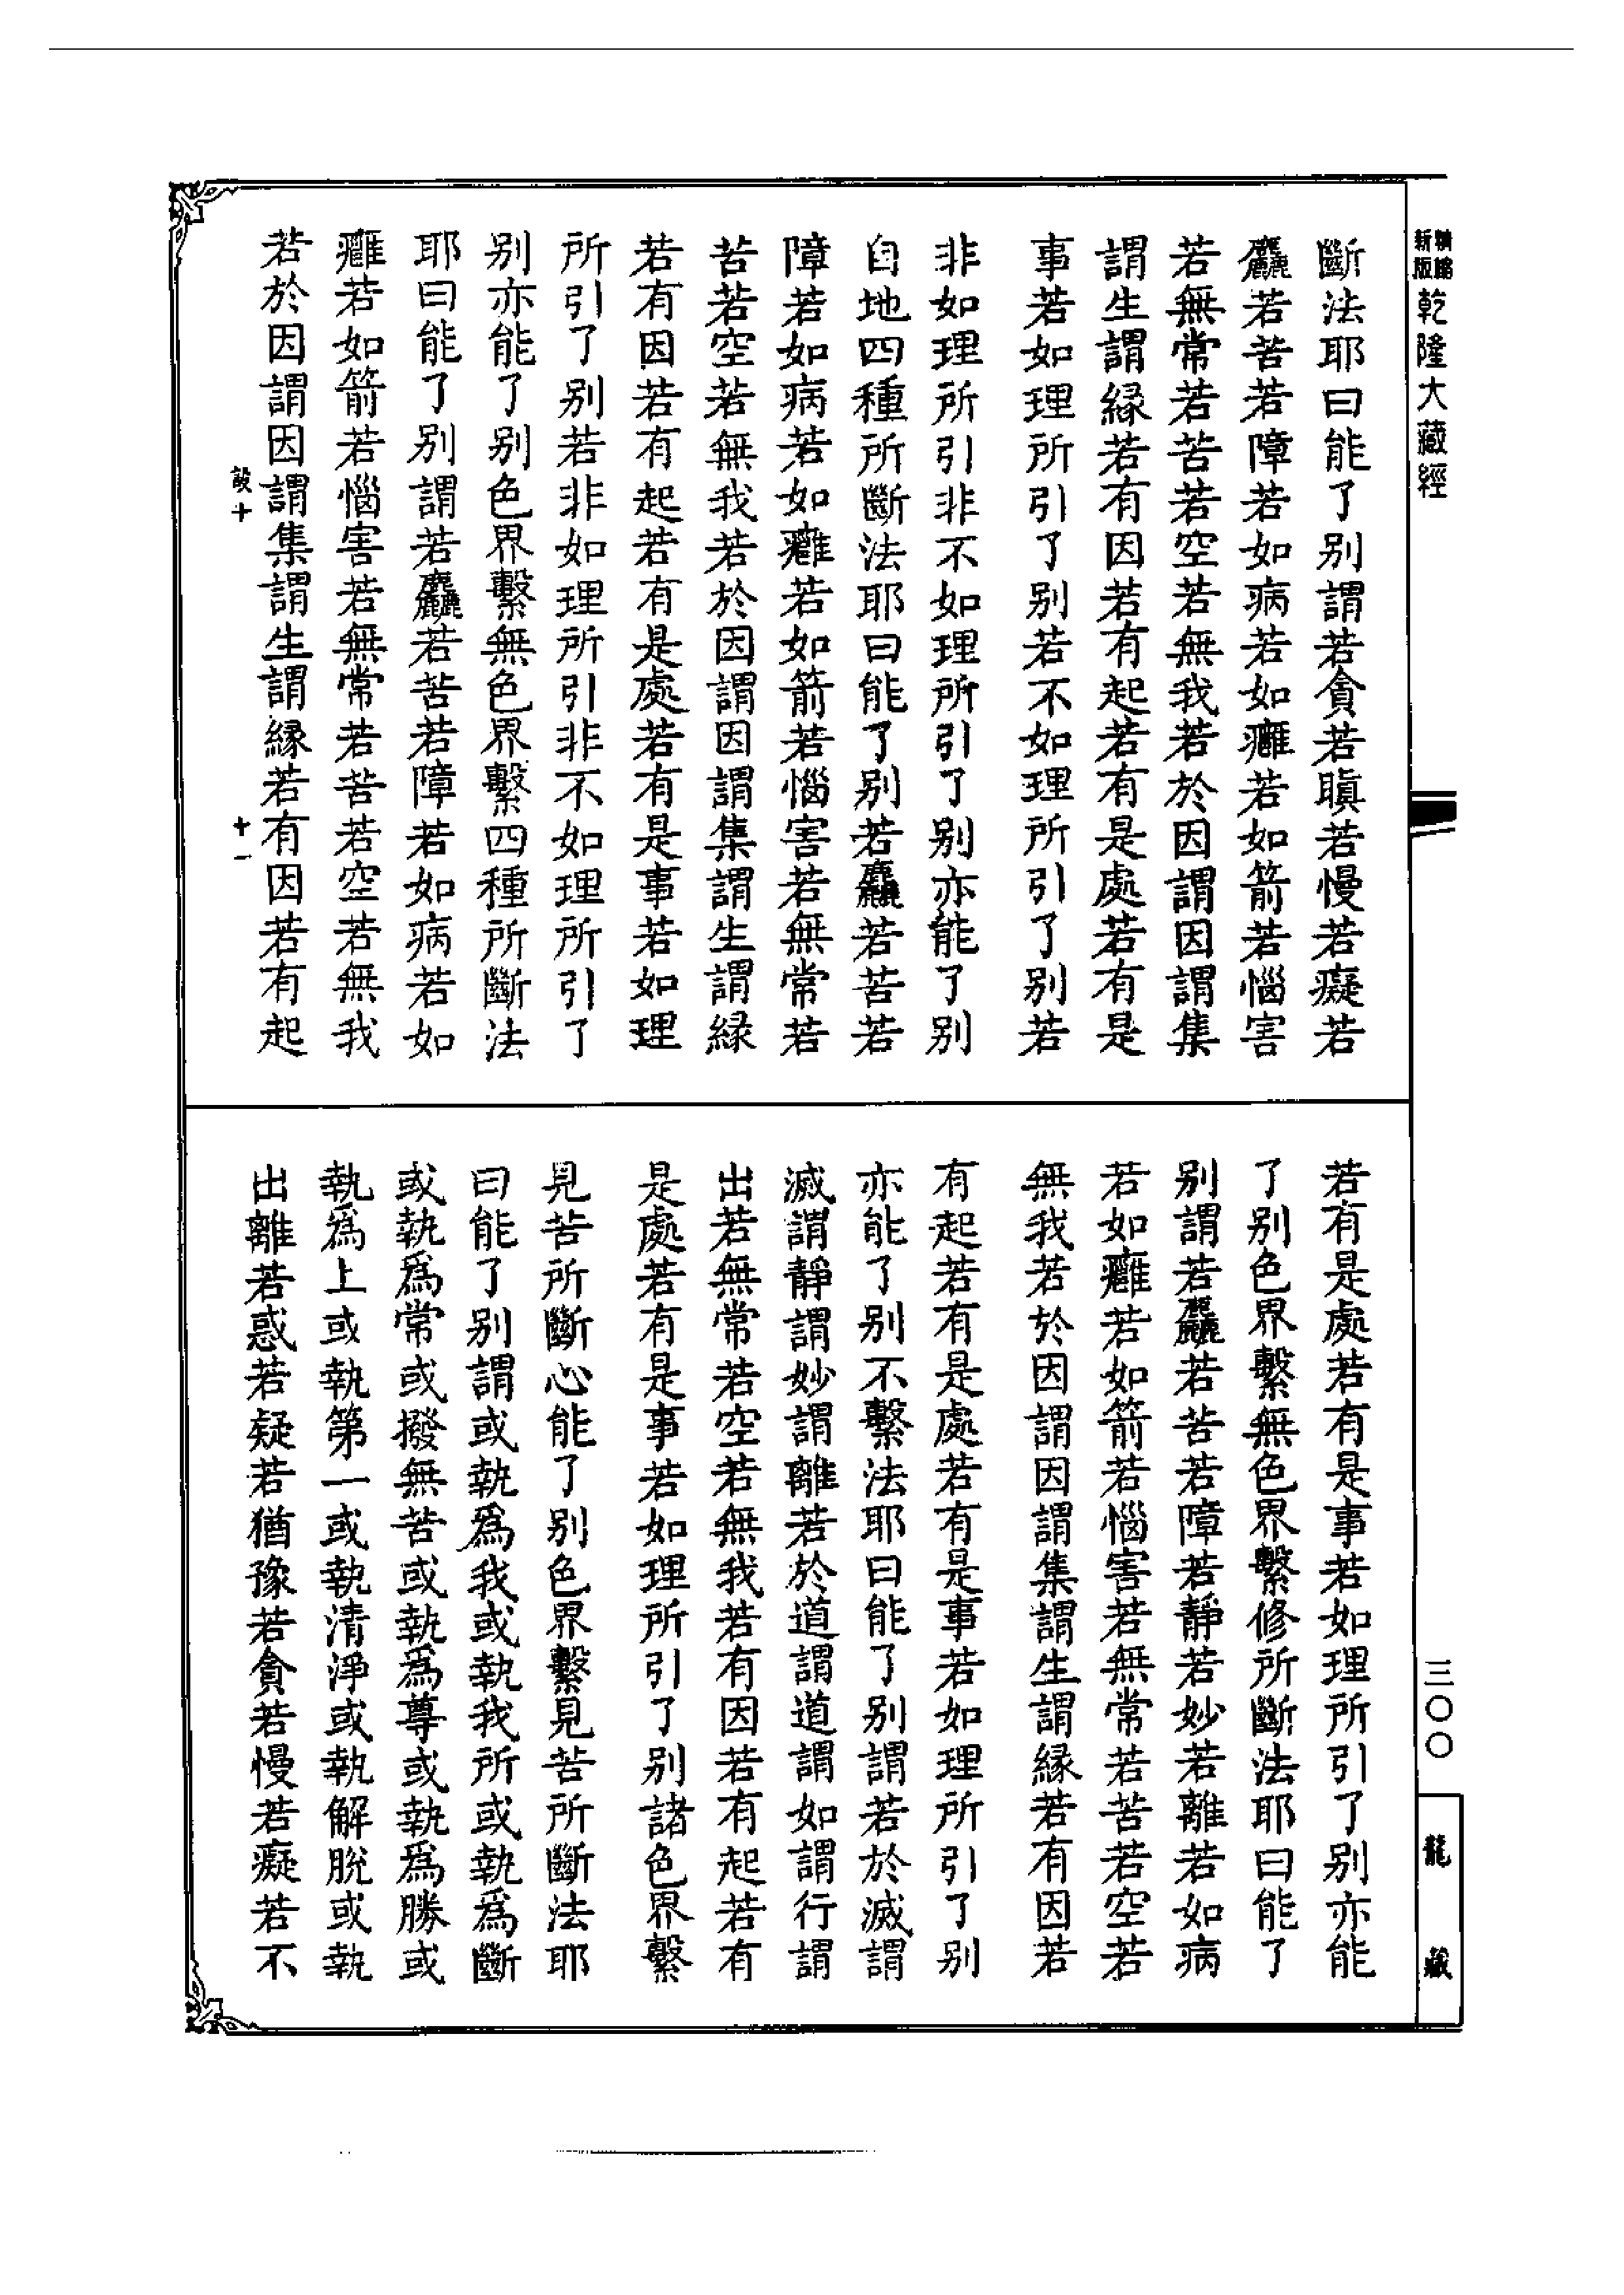 新版精縮乾隆大藏經
斷法耶曰能了别謂若貪若瞋若慢若癡若
麤若苦若障若如病若如癰若如箭若惱害
若無常若苦若空若無我若於因謂因謂集
謂生謂緣若有因若有起若有是處若有是
事若如理所引了别若不如理所引了别若
非如理所引非不如理所引了别亦能了别
自地四種所斷法耶曰能了别若麤若苦若
障若如病若如癰若如箭若惱害若無常若
苦若空若無我若於因謂因謂集謂生謂緣
若有因若有起若有是處若有是事若如理
所引了别若非如理所引非不如理所引了
别亦能了别色界繫無色界繫四種所斷法
耶曰能了别謂若麤若苦若障若如病若如
癰若如箭若惱害若無常若苦若空若無我
若於因謂因謂集謂生謂緣若有因若有起
設十 十一
若有是處若有是事若如理所引了别亦能
了别色界繫無色界繫修所斷法耶曰能了
别謂若麤若苦若障若靜若妙若離若如病
若如癰若如箭若惱害若無常若苦若空若
無我若於因謂因謂集謂生謂緣若有因若
有起若有是處若有是事若如理所引了别
亦能了别不繫法耶曰能了别謂若於滅謂
滅謂靜謂妙謂離若於道謂道謂如謂行謂
出若無常若空若無我若有因若有起若有
是處若有是事若如理所引了别諸色界繫
見苦所斷心能了别色界繫見苦所斷法耶
曰能了别謂或執爲我或執我所或執爲斷
或執爲常或撥無苦或執爲尊或執爲勝或
執爲上或執第一或執清淨或執解脫或執
出離若惑若疑若猶豫若貪若慢若癡若不
三〇〇
龍藏